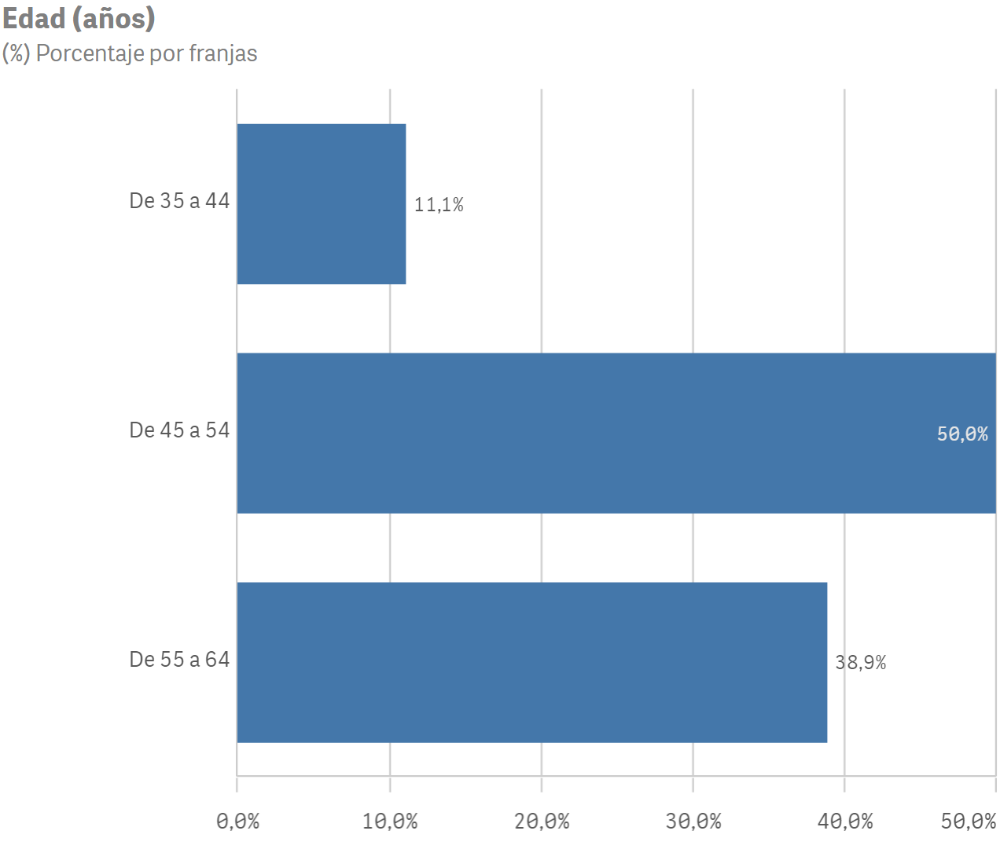 Edad (años)
(%) Porcentaje por franjas
De 35 a 44
11,1%
De 45 a 54
50,0%
De 55 a 64
38,9%
0,0% 10,0% 20,0% 30,0% 40,0% 50,0%